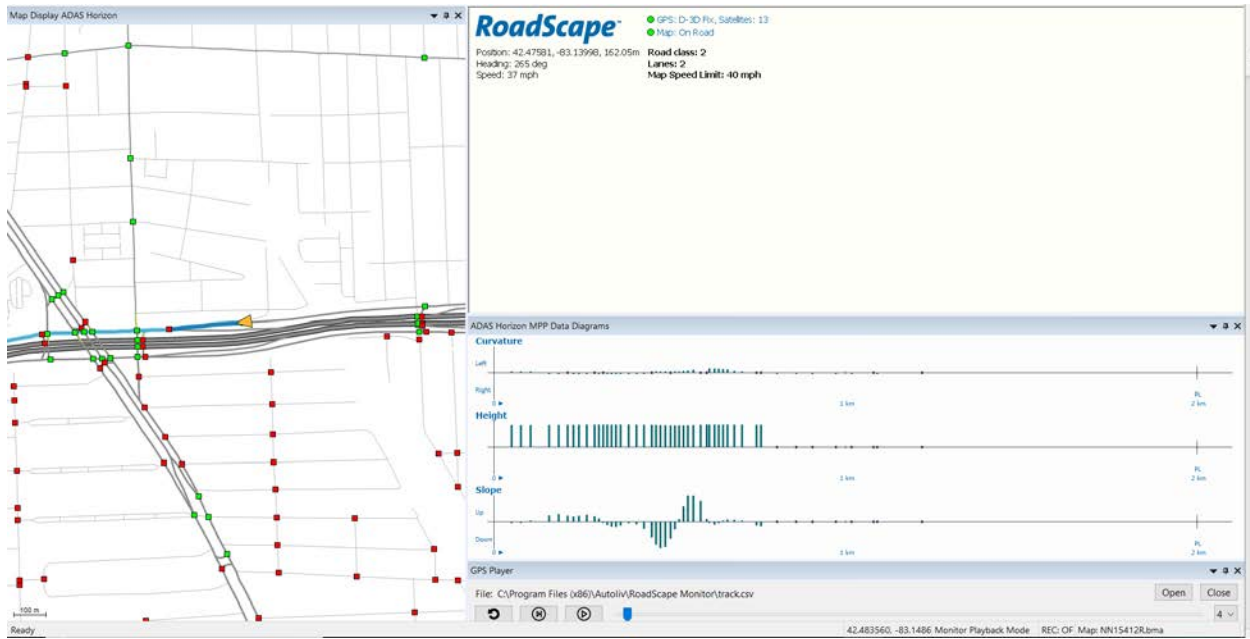 Map Display ADAS Horizon
100 m
RoadScape™
GPS: D-3D Fix, Satellites: 13
Map: On Road
Position: 42.47581, -83.13998, 162.05m
Heading: 265 deg
Speed: 37 mph
Road class: 2
Lanes: 2
Map Speed Limit: 40 mph
ADAS Horizon MPP Data Diagrams
Curvature
Left
Right
0
1 km
PL
2 km
Height
0
1 km
PL
2 km
Slope
Up
Down
0
1 km
PL
2 km
GPS Player
File: C:\Program Files (x86)\Autoliv\RoadScape Monitor\track.csv
Open
Close
4
Ready
42.483560, -83.1486 Monitor Playback Mode REC: OF Map: NN15412R.bma